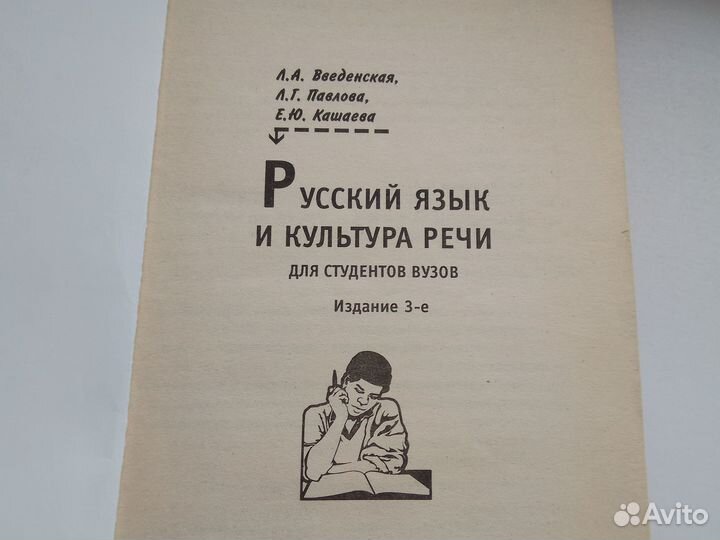 Л.А. Введенская,
Л.Г. Павлова,
Е.Ю. Кашаева
Русский язык
и культура речи
для студентов вузов
Издание 3-е
Avito